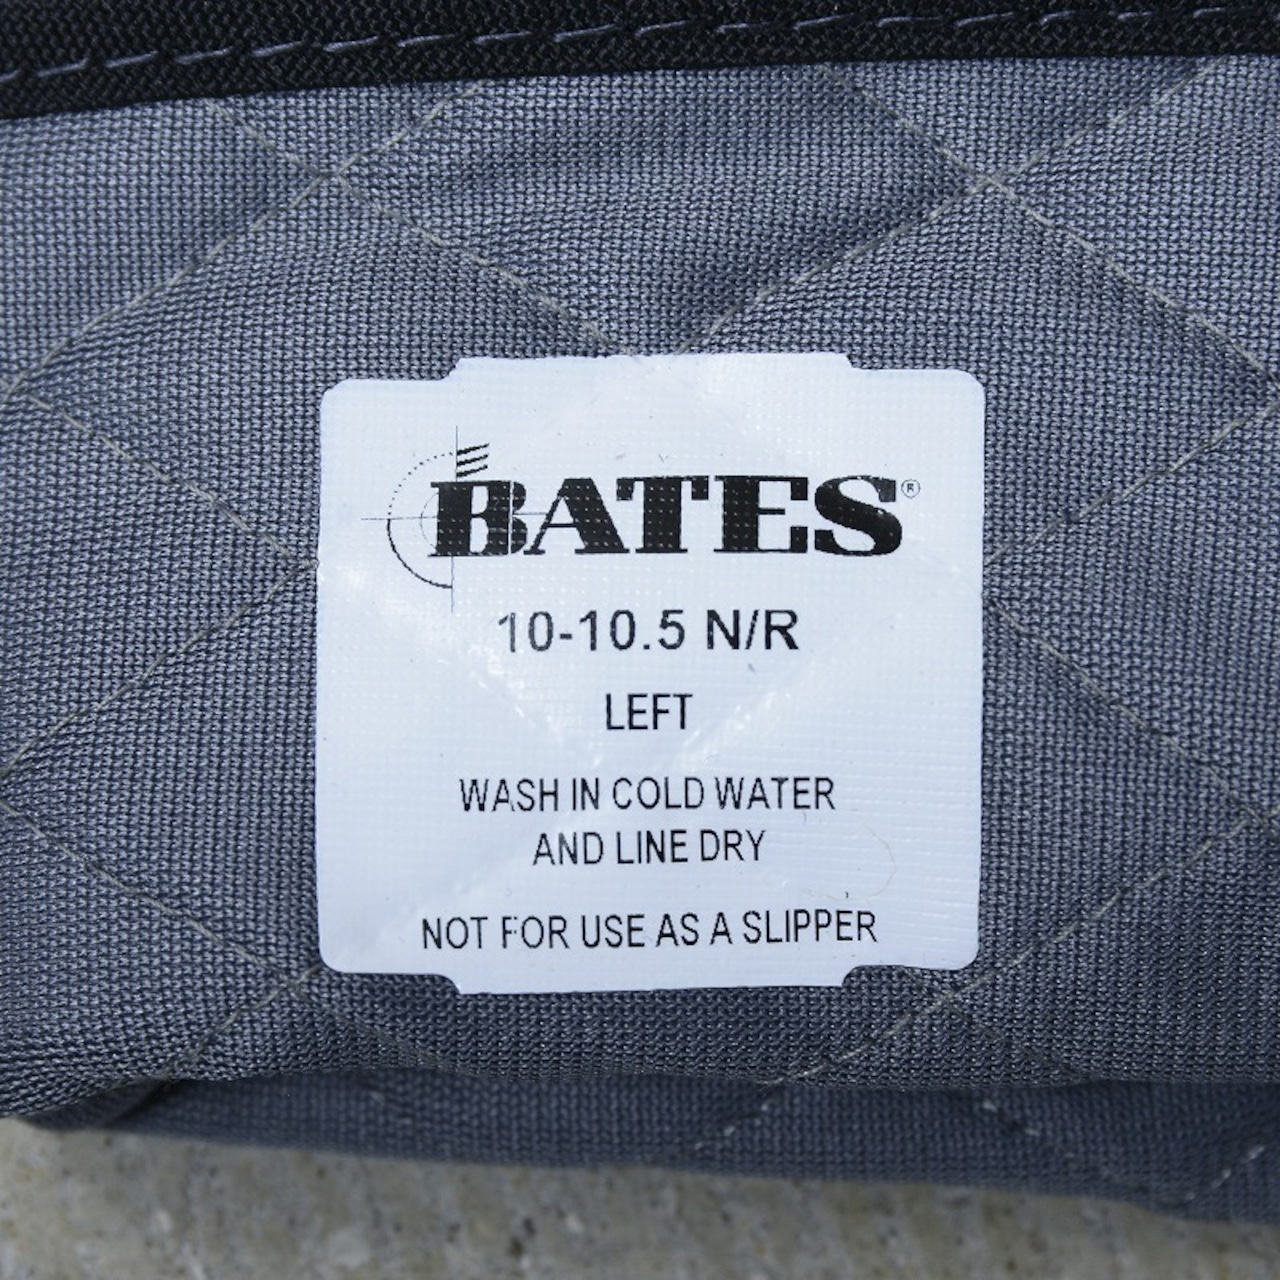 BATES®
10-10.5 N/R
LEFT
WASH IN COLD WATER
AND LINE DRY
NOT FOR USE AS A SLIPPER